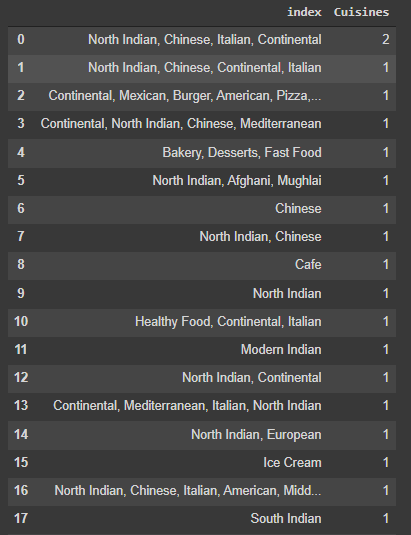 index Cuisines
0 North Indian, Chinese, Italian, Continental 2
1 North Indian, Chinese, Continental, Italian 1
2 Continental, Mexican, Burger, American, Pizza,... 1
3 Continental, North Indian, Chinese, Mediterranean 1
4 Bakery, Desserts, Fast Food 1
5 North Indian, Afghani, Mughlai 1
6 Chinese 1
7 North Indian, Chinese 1
8 Cafe 1
9 North Indian 1
10 Healthy Food, Continental, Italian 1
11 Modern Indian 1
12 North Indian, Continental 1
13 Continental, Mediterranean, Italian, North Indian 1
14 North Indian, European 1
15 Ice Cream 1
16 North Indian, Chinese, Italian, American, Midd... 1
17 South Indian 1